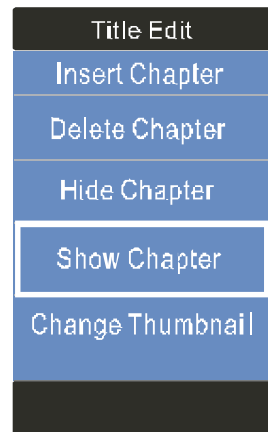 Title Edit
Insert Chapter
Delete Chapter
Hide Chapter
Show Chapter
Change Thumbnail